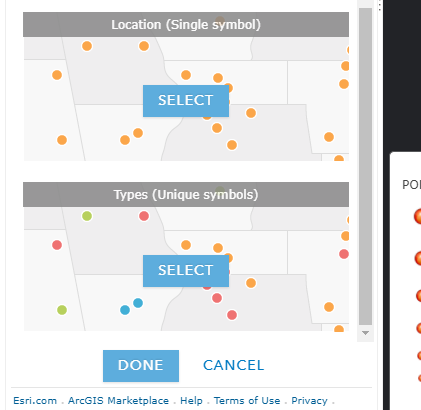 Location (Single symbol)
SELECT
Types (Unique symbols)
SELECT
DONE CANCEL
Esri.com . ArcGIS Marketplace . Help . Terms of Use . Privacy .